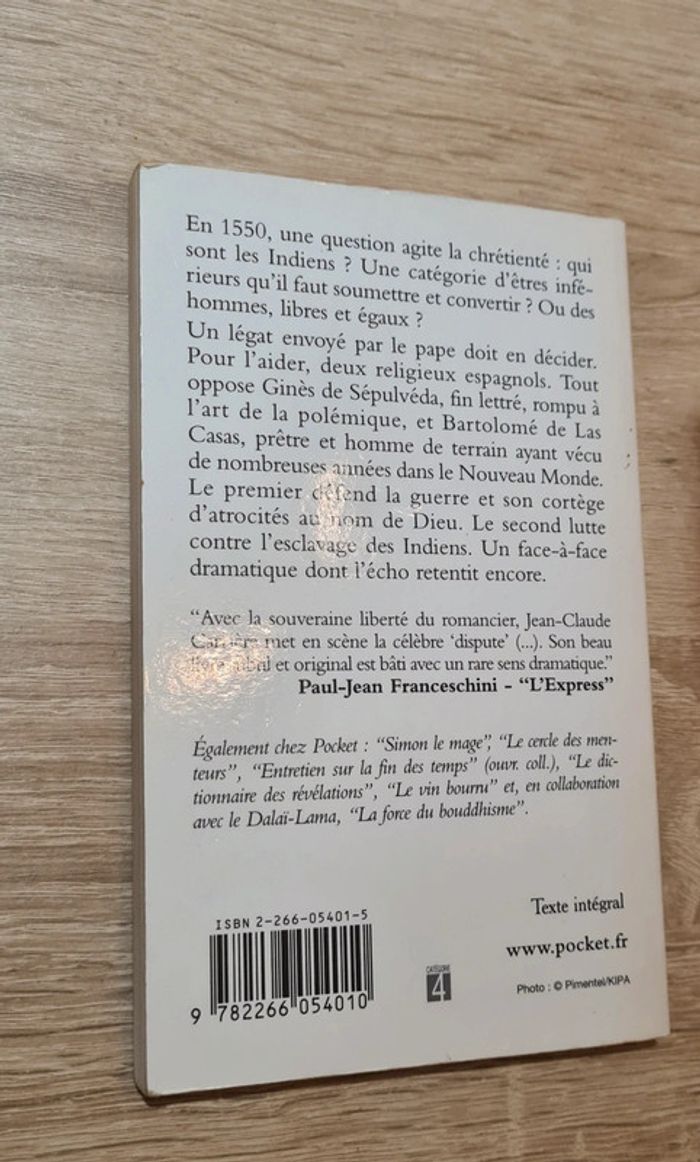 En 1550, une question agite la chrétienté : qui
sont les Indiens ? Une catégorie d'êtres infé-
rieurs qu'il faut soumettre et convertir ? Ou des
hommes, libres et égaux ?
Un légat envoyé par le pape doit en décider.
Pour l'aider, deux religieux espagnols. Tout
oppose Ginès de Sépulvéda, fin lettré, rompu à
l'art de la polémique, et Bartolomé de Las
Casas, prêtre et homme de terrain ayant vécu
de nombreuses années dans le Nouveau Monde.
Le premier défend la guerre et son cortège
d'atrocités au nom de Dieu. Le second lutte
contre l'esclavage des Indiens. Un face-à-face
dramatique dont l'écho retentit encore.
"Avec la souveraine liberté du romancier, Jean-Claude
Carrière met en scène la célèbre 'dispute' (...). Son beau
et original est bâti avec un rare sens dramatique."
Paul-Jean Franceschini - "L'Express"
Également chez Pocket : "Simon le mage", "Le cercle des men-
teurs", "Entretien sur la fin des temps" (ouvr. coll.), "Le dic-
tionnaire des révélations", "Le vin bourru" et, en collaboration
avec le Dalaï-Lama, "La force du bouddhisme".
ISBN 2-266-05401-5
9 782266 054010
CATÉGORIE
4
Texte intégral
www.pocket.fr
Photo : © Pimentel/KIPA